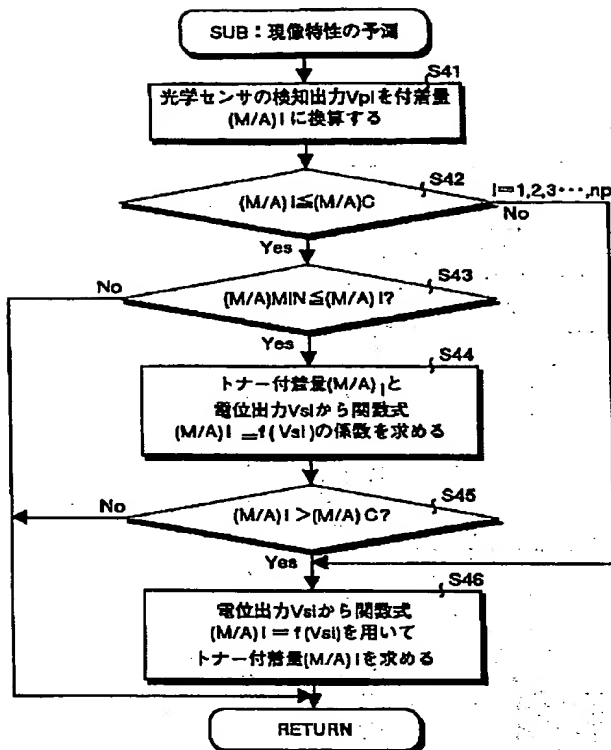 SUB：現像特性の予測
S41
光学センサの検知出力Vpiを付着量
(M/A) i に換算する
S42
i＝1,2,3…,np
(M/A) i≦(M/A)C
No
Yes
S43
No
(M/A)MIN≦(M/A) i?
Yes
S44
トナー付着量(M/A) iと
電位出力Vsiから関数式
(M/A)i ＝f(Vsi)の係数を求める
S45
No
(M/A) i＞(M/A) C?
Yes
S46
電位出力Vsiから関数式
(M/A) i ＝ f (Vsi)を用いて
トナー付着量(M/A) iを求める
RETURN